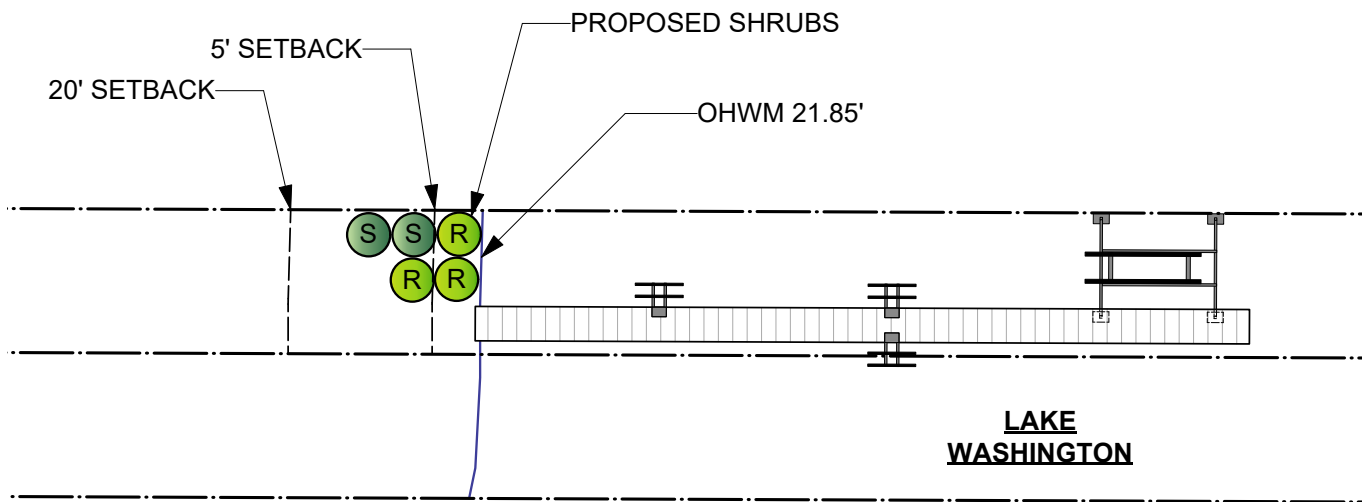 PROPOSED SHRUBS
5' SETBACK
20' SETBACK
OHWM 21.85'
S S R
R R
LAKE
WASHINGTON